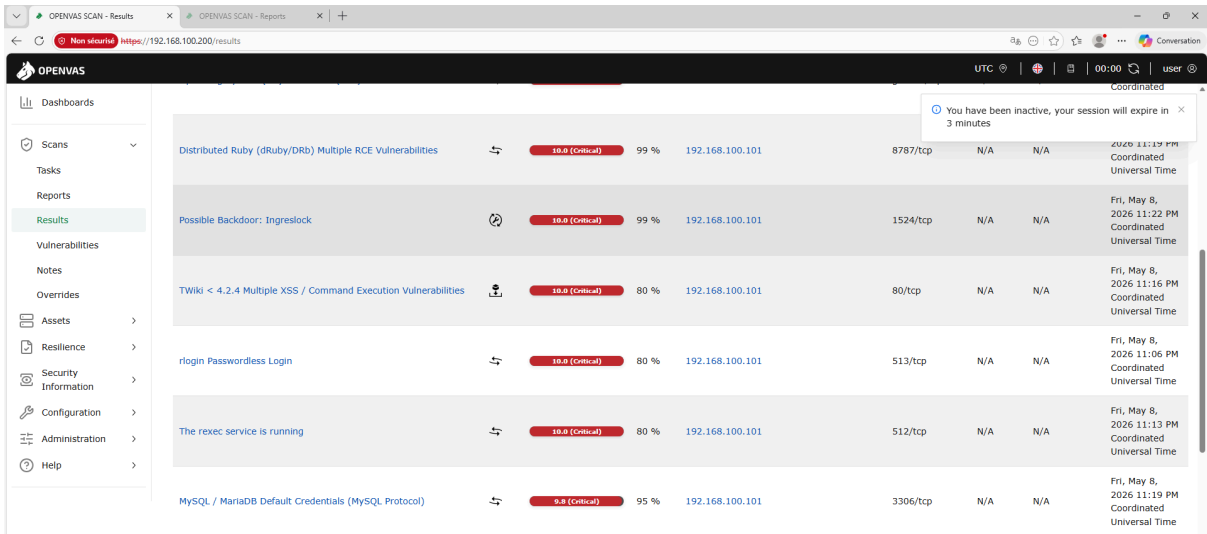 OPENVAS SCAN - Results
OPENVAS SCAN - Reports
Non sécurisé https://192.168.100.200/results
Conversation
OPENVAS
UTC
00:00
user
Dashboards
Scans
Tasks
Reports
Results
Vulnerabilities
Notes
Overrides
Assets
Resilience
Security
Information
Configuration
Administration
Help
Coordinated
You have been inactive, your session will expire in
3 minutes
Distributed Ruby (dRuby/DRb) Multiple RCE Vulnerabilities 10.0 (Critical) 99 % 192.168.100.101 8787/tcp N/A N/A
2026 11:19 PM
Coordinated
Universal Time
Possible Backdoor: Ingreslock 10.0 (Critical) 99 % 192.168.100.101 1524/tcp N/A N/A
Fri, May 8,
2026 11:22 PM
Coordinated
Universal Time
TWiki < 4.2.4 Multiple XSS / Command Execution Vulnerabilities 10.0 (Critical) 80 % 192.168.100.101 80/tcp N/A N/A
Fri, May 8,
2026 11:16 PM
Coordinated
Universal Time
rlogin Passwordless Login 10.0 (Critical) 80 % 192.168.100.101 513/tcp N/A N/A
Fri, May 8,
2026 11:06 PM
Coordinated
Universal Time
The rexec service is running 10.0 (Critical) 80 % 192.168.100.101 512/tcp N/A N/A
Fri, May 8,
2026 11:13 PM
Coordinated
Universal Time
MySQL / MariaDB Default Credentials (MySQL Protocol) 9.8 (Critical) 95 % 192.168.100.101 3306/tcp N/A N/A
Fri, May 8,
2026 11:19 PM
Coordinated
Universal Time